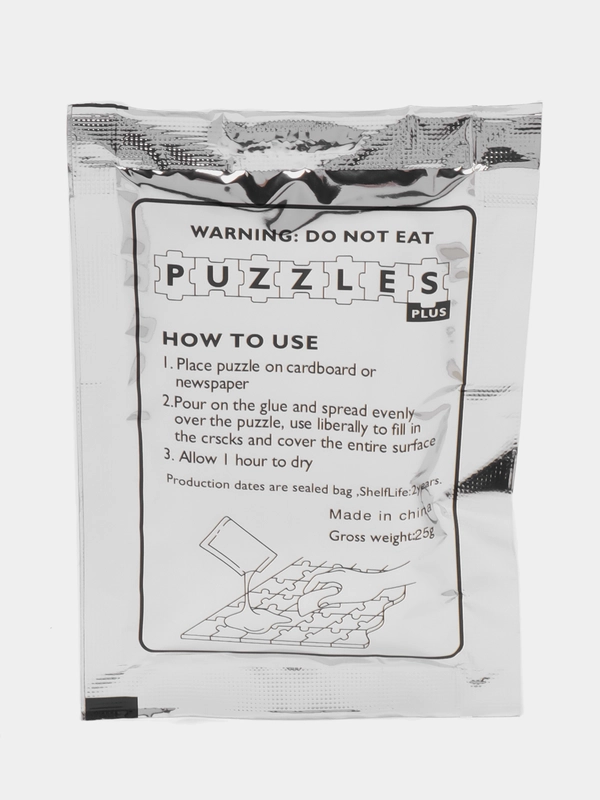 WARNING: DO NOT EAT
PUZZLES
PLUS
HOW TO USE
1. Place puzzle on cardboard or
newspaper
2.Pour on the glue and spread evenly
over the puzzle, use liberally to fill in
the crscks and cover the entire surface
3. Allow 1 hour to dry
Production dates are sealed bag ,ShelfLife:2years.
Made in china
Gross weight:25g